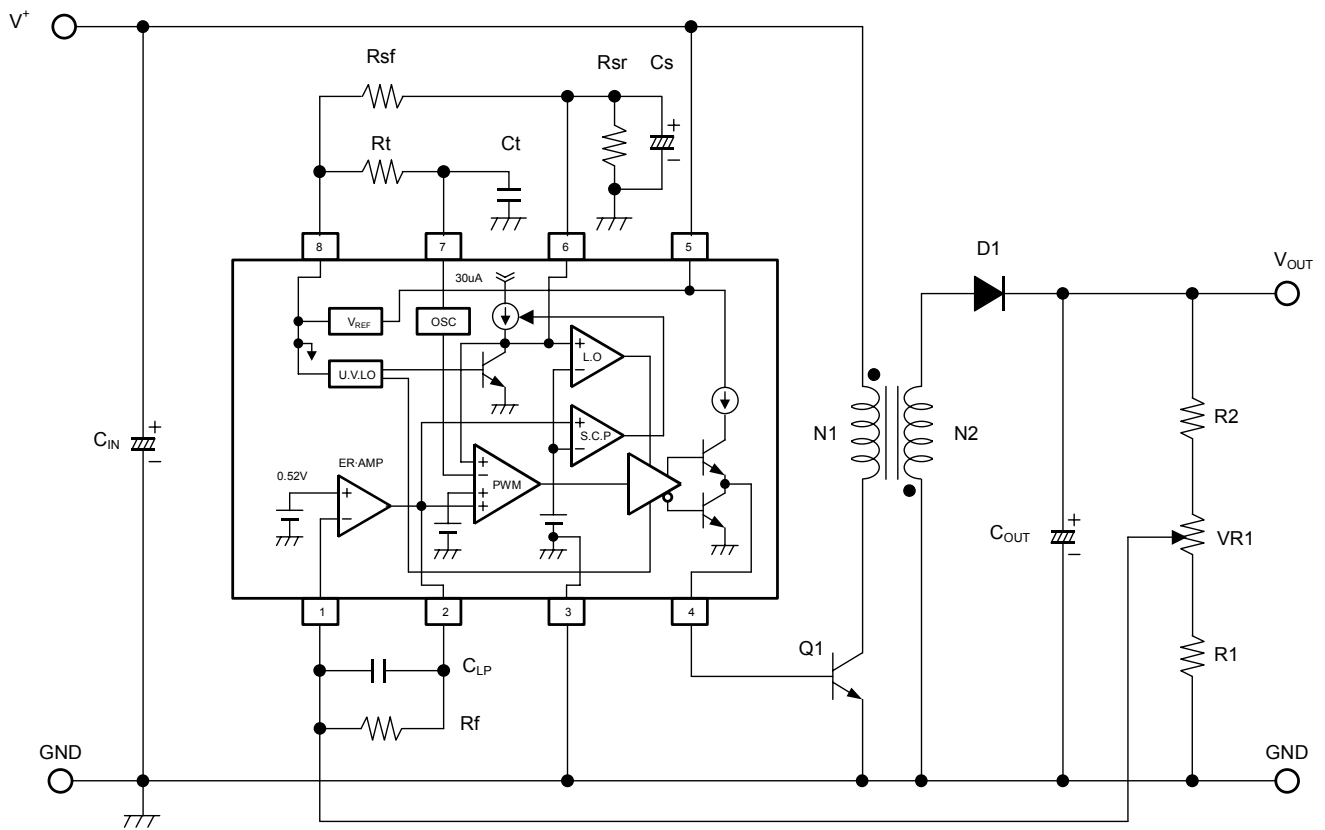 V+
Rsf
Rsr
Cs
+
−
Rt
Ct
8
7
6
5
30uA
VREF
OSC
U.V.LO
+
−
L.O
+
−
S.C.P
0.52V
ER·AMP
+
−
+
−
+
+
PWM
D1
VOUT
CIN
+
−
N1
N2
R2
COUT
+
−
VR1
R1
1
2
3
4
Q1
CLP
Rf
GND
GND